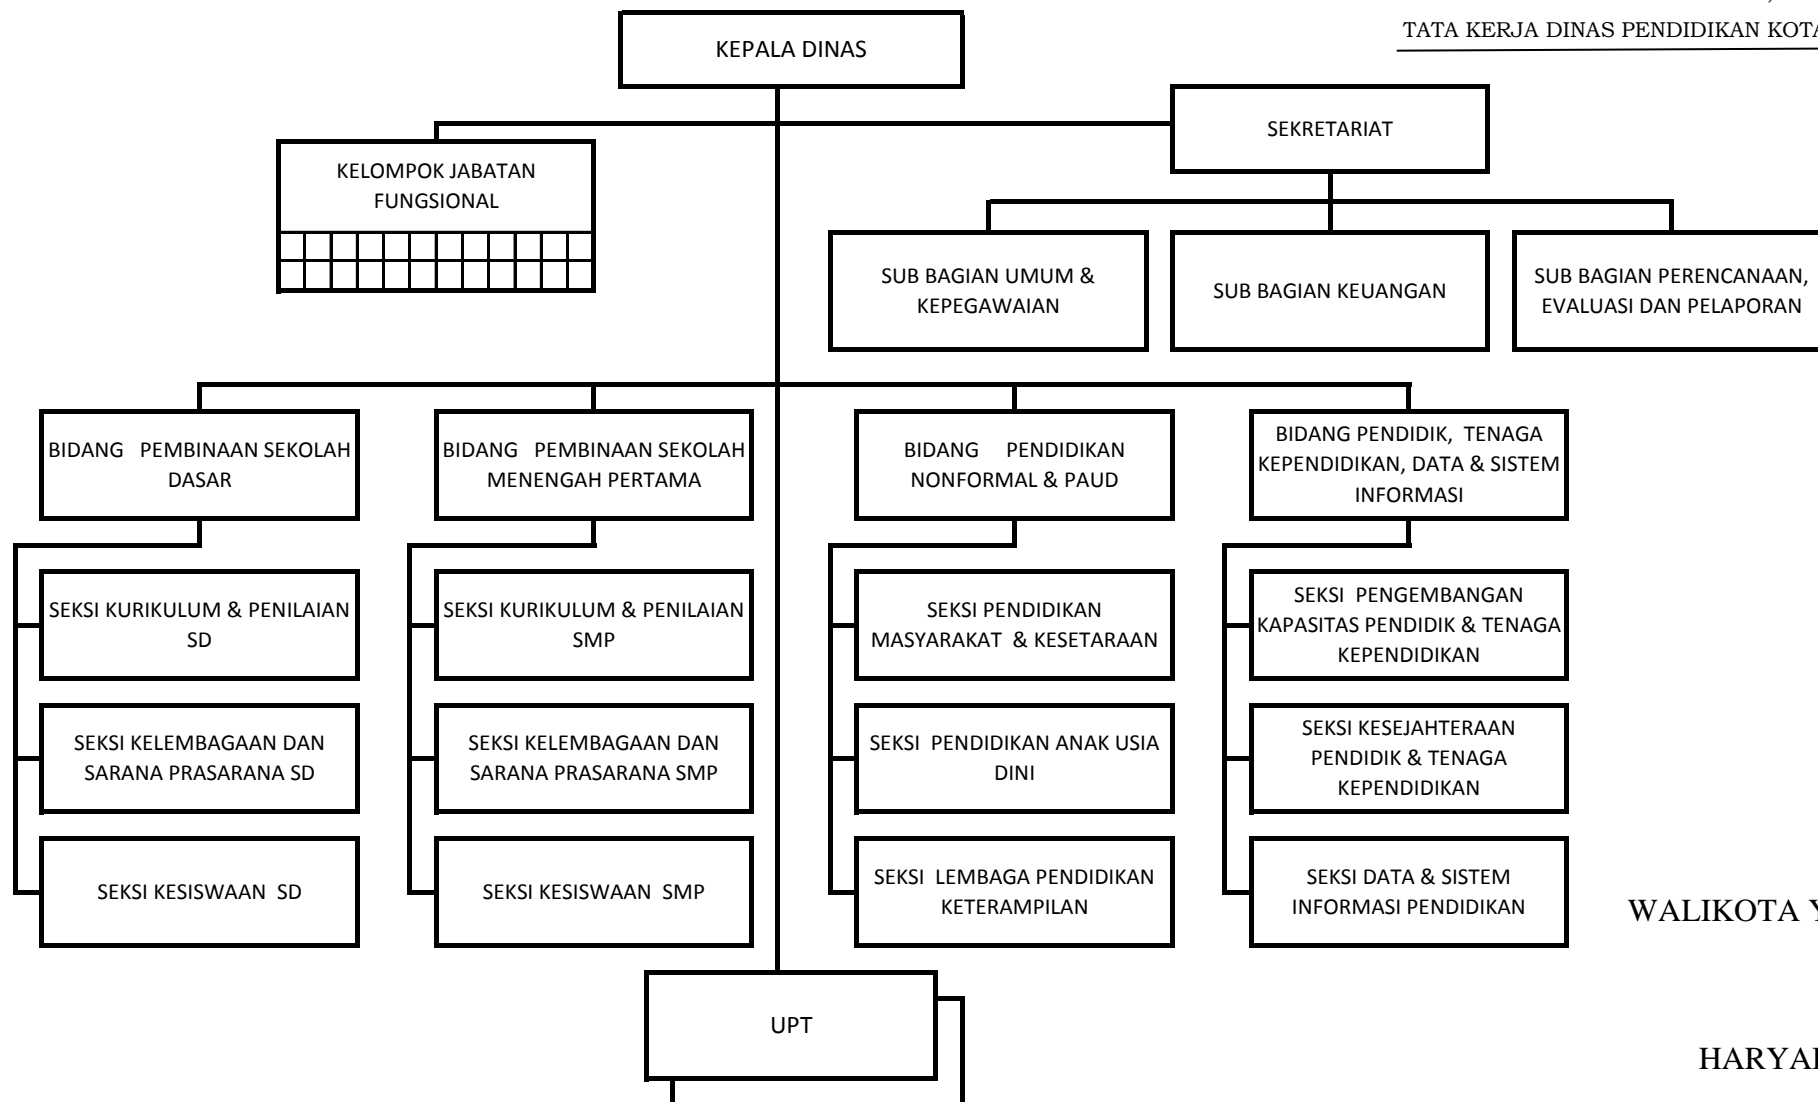 TATA KERJA DINAS PENDIDIKAN KOTA
KEPALA DINAS
SEKRETARIAT
KELOMPOK JABATAN
FUNGSIONAL
SUB BAGIAN UMUM &
KEPEGAWAIAN
SUB BAGIAN KEUANGAN
SUB BAGIAN PERENCANAAN,
EVALUASI DAN PELAPORAN
BIDANG PEMBINAAN SEKOLAH
DASAR
BIDANG PEMBINAAN SEKOLAH
MENENGAH PERTAMA
BIDANG PENDIDIKAN
NONFORMAL & PAUD
BIDANG PENDIDIK, TENAGA
KEPENDIDIKAN, DATA & SISTEM
INFORMASI
SEKSI KURIKULUM & PENILAIAN
SD
SEKSI KURIKULUM & PENILAIAN
SMP
SEKSI PENDIDIKAN
MASYARAKAT & KESETARAAN
SEKSI PENGEMBANGAN
KAPASITAS PENDIDIK & TENAGA
KEPENDIDIKAN
SEKSI KELEMBAGAAN DAN
SARANA PRASARANA SD
SEKSI KELEMBAGAAN DAN
SARANA PRASARANA SMP
SEKSI PENDIDIKAN ANAK USIA
DINI
SEKSI KESEJAHTERAAN
PENDIDIK & TENAGA
KEPENDIDIKAN
SEKSI KESISWAAN SD
SEKSI KESISWAAN SMP
SEKSI LEMBAGA PENDIDIKAN
KETERAMPILAN
SEKSI DATA & SISTEM
INFORMASI PENDIDIKAN
WALIKOTA
UPT